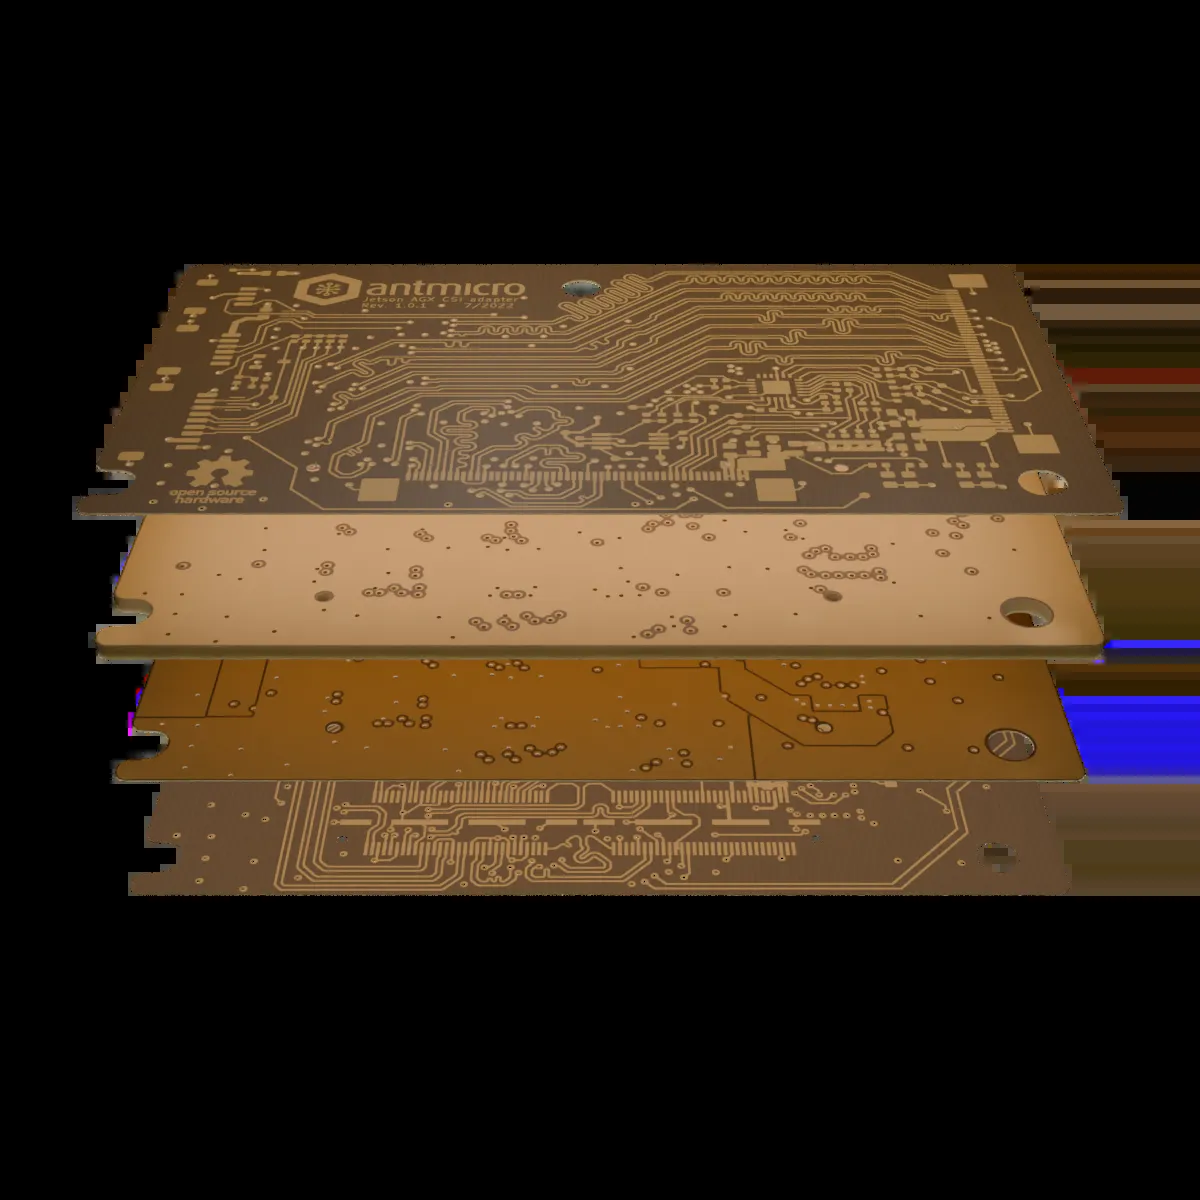 antmicro
Jetson AGX CSI adapter
Rev 1.0.1 7/2022
open source
hardware